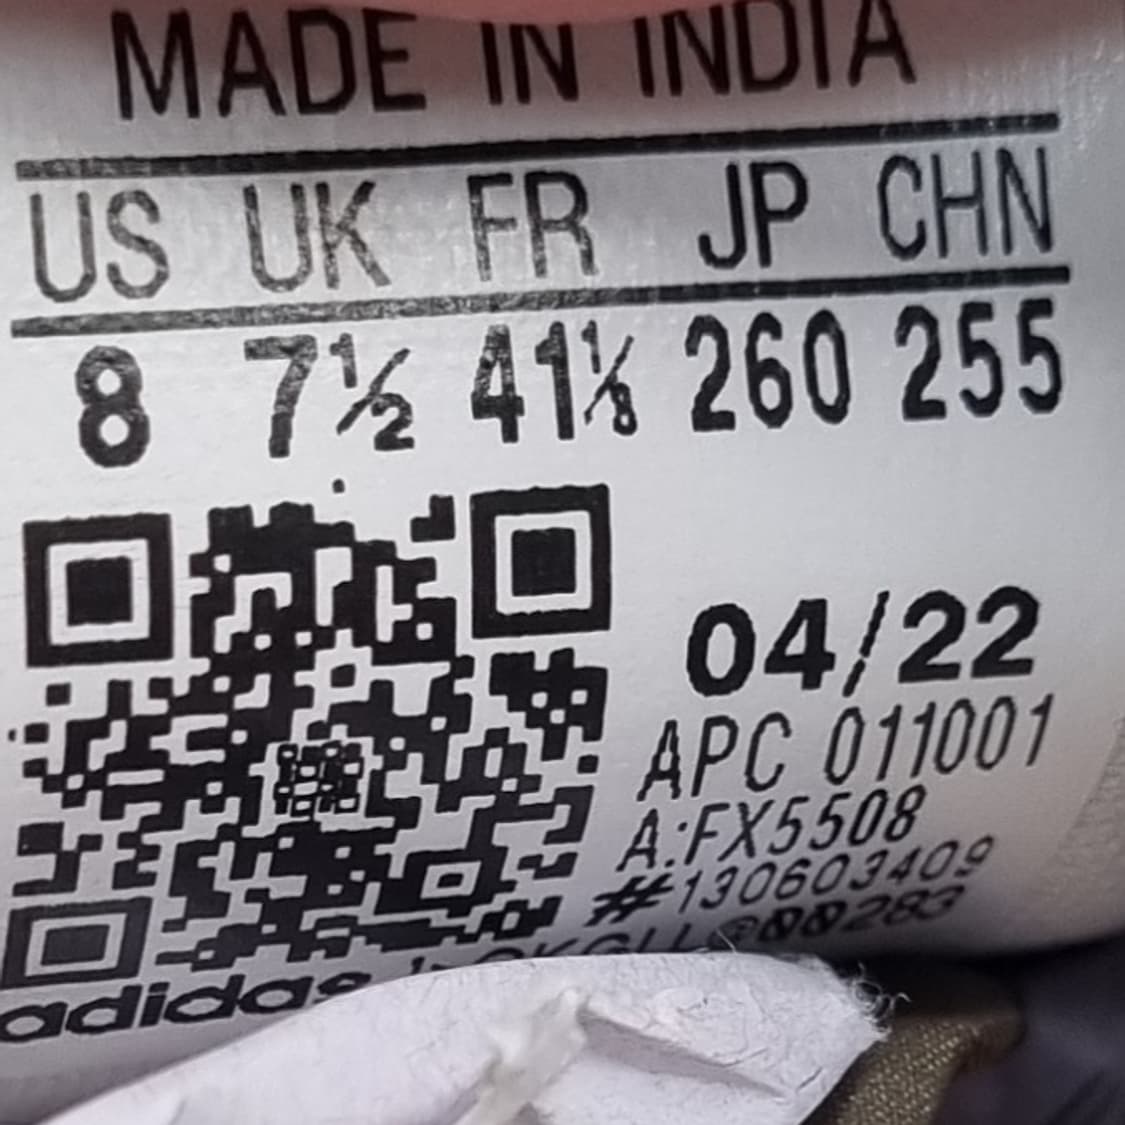 MADE IN INDIA
US UK FR JP CHN
8 7½ 41⅛ 260 255
04/22
APC 011001
A:FX5508
#130603409
adidas